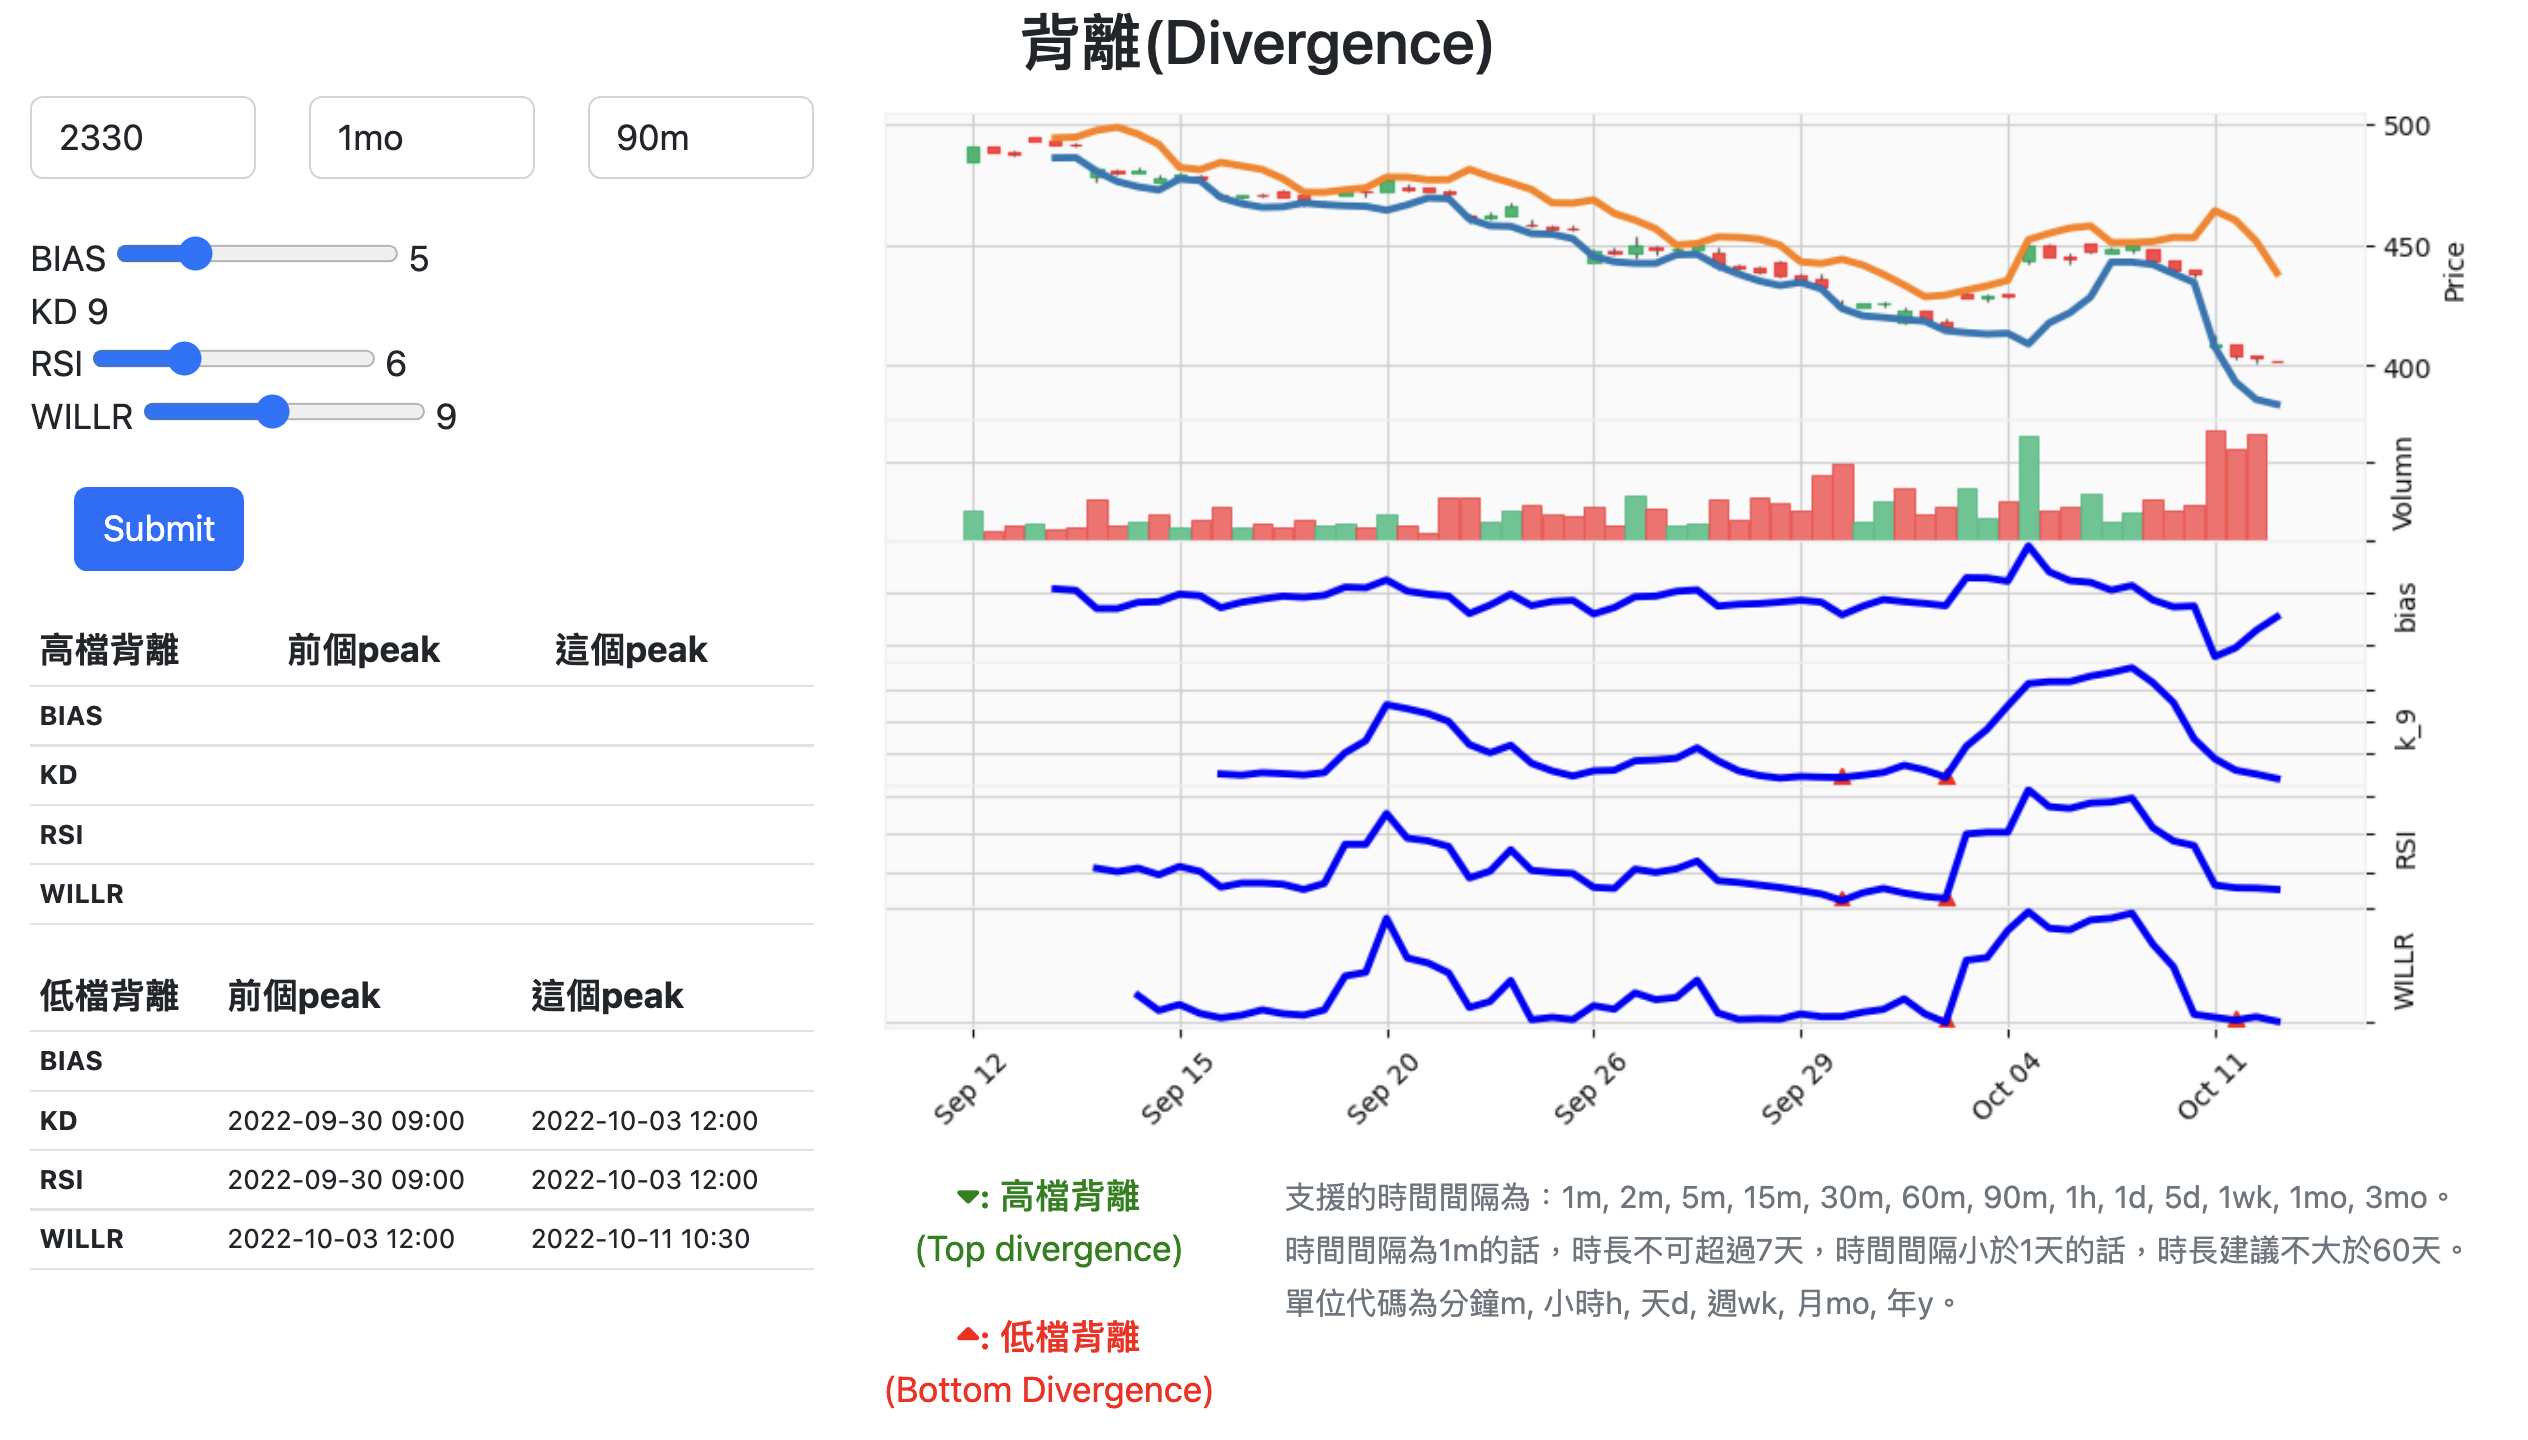 背離(Divergence)
2330 1mo 90m
BIAS 5
KD 9
RSI 6
WILLR 9
Submit
高檔背離 前個peak 這個peak
BIAS
KD
RSI
WILLR
低檔背離 前個peak 這個peak
BIAS
KD 2022-09-30 09:00 2022-10-03 12:00
RSI 2022-09-30 09:00 2022-10-03 12:00
WILLR 2022-10-03 12:00 2022-10-11 10:30
500
450
400
Price
Volumn
bias
k_9
RSI
WILLR
Sep 12 Sep 15 Sep 20 Sep 26 Sep 29 Oct 04 Oct 11
: 高檔背離
(Top divergence)
: 低檔背離
(Bottom Divergence)
支援的時間間隔為：1m, 2m, 5m, 15m, 30m, 60m, 90m, 1h, 1d, 5d, 1wk, 1mo, 3mo。
時間間隔為1m的話，時長不可超過7天，時間間隔小於1天的話，時長建議不大於60天。
單位代碼為分鐘m, 小時h, 天d, 週wk, 月mo, 年y。